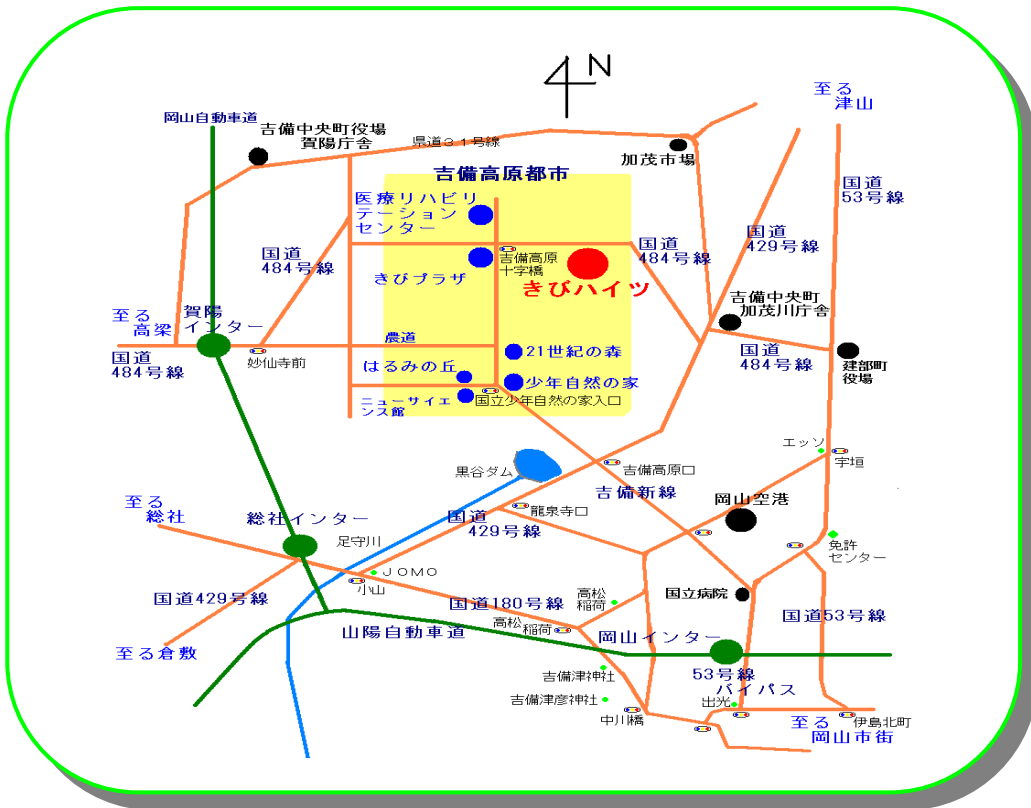 N
至る
津山
岡山自動車道
吉備中央町役場
賀陽庁舎
県道31号線
加茂市場
吉備高原都市
国道
53号線
医療リハビリ
テーション
センター
国道
484号線
吉備高原
十字橋
国道
484号線
国道
429号線
きびプラザ
きびハイツ
吉備中央町
加茂川庁舎
至る
高梁
賀陽
インター
農道
国道
484号線
妙仙寺前
はるみの丘
21世紀の森
国道
484号線
建部町
役場
少年自然の家
ニューサイエ
ンス館
国立少年自然の家入口
エッソ
宇垣
黒谷ダム
吉備高原口
吉備新線
岡山空港
至る
総社
総社インター
足守川
国道
429号線
龍泉寺口
免許
センター
JOMO
小山
国道429号線
国道180号線
高松
稲荷
国立病院
国道53号線
高松
稲荷
山陽自動車道
岡山インター
至る倉敷
吉備津神社
53号線
バイパス
吉備津彦神社
出光
中川橋
至る
岡山市街
伊島北町